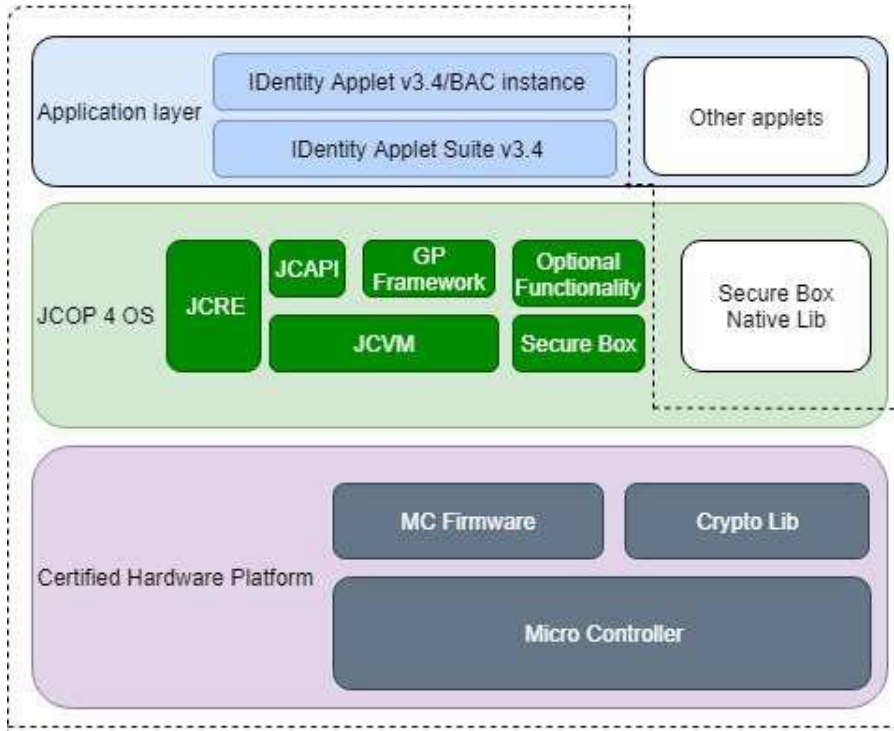 IDentity Applet v3.4/BAC instance
Application layer
IDentity Applet Suite v3.4
Other applets
JCOP 4 OS
JCRE
JCAPI
GP
Framework
Optional
Functionality
JCVM
Secure Box
Secure Box
Native Lib
MC Firmware
Crypto Lib
Certified Hardware Platform
Micro Controller